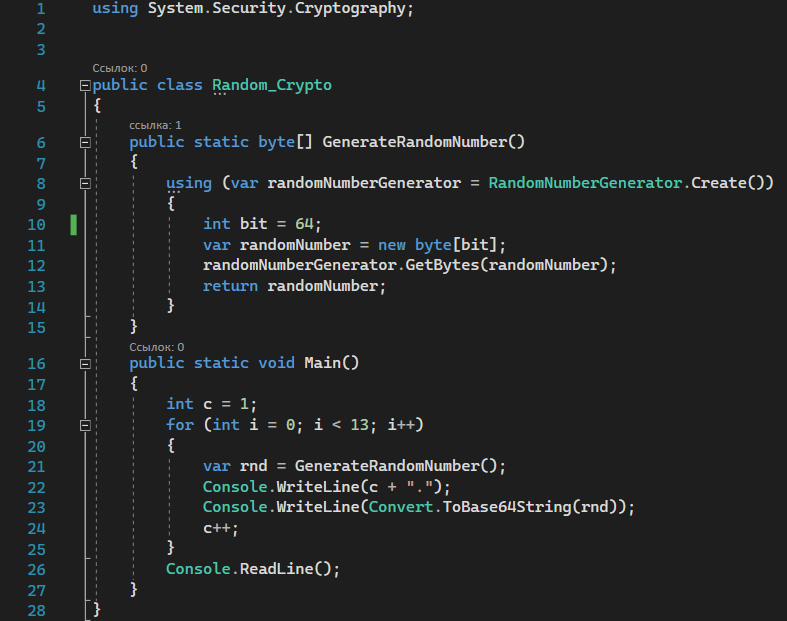 1 using System.Security.Cryptography;
2
3
Ссылок: 0
4 public class Random_Crypto
5 {
ссылка: 1
6 public static byte[] GenerateRandomNumber()
7 {
8 using (var randomNumberGenerator = RandomNumberGenerator.Create())
9 {
10 int bit = 64;
11 var randomNumber = new byte[bit];
12 randomNumberGenerator.GetBytes(randomNumber);
13 return randomNumber;
14 }
15 }
Ссылок: 0
16 public static void Main()
17 {
18 int c = 1;
19 for (int i = 0; i < 13; i++)
20 {
21 var rnd = GenerateRandomNumber();
22 Console.WriteLine(c + ".");
23 Console.WriteLine(Convert.ToBase64String(rnd));
24 c++;
25 }
26 Console.ReadLine();
27 }
28 }